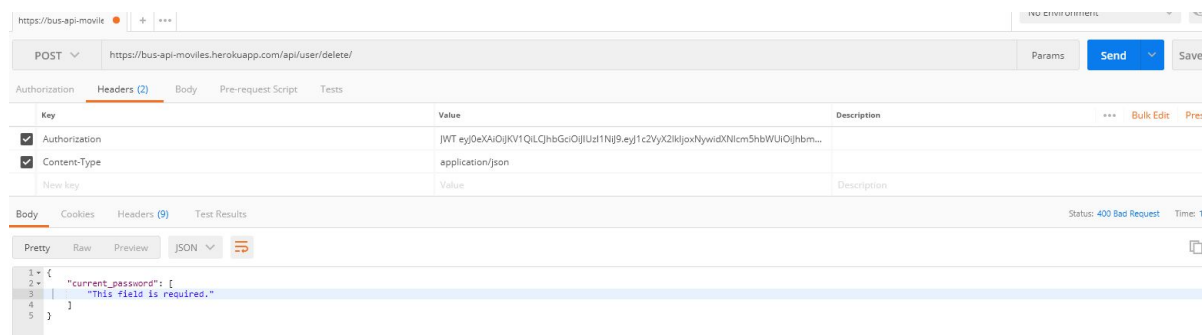 https://bus-api-movile + •••
No Environment
POST https://bus-api-moviles.herokuapp.com/api/user/delete/ Params Send Save
Authorization Headers (2) Body Pre-request Script Tests
Key Value Description ••• Bulk Edit
Authorization
Content-Type application/json
New key Value Description
Body Cookies Headers (9) Test Results Status: 400 Bad Request Time:
Pretty Raw Preview JSON
1 {
2 "current_password": [
3 "This field is required."
4 ]
5 }